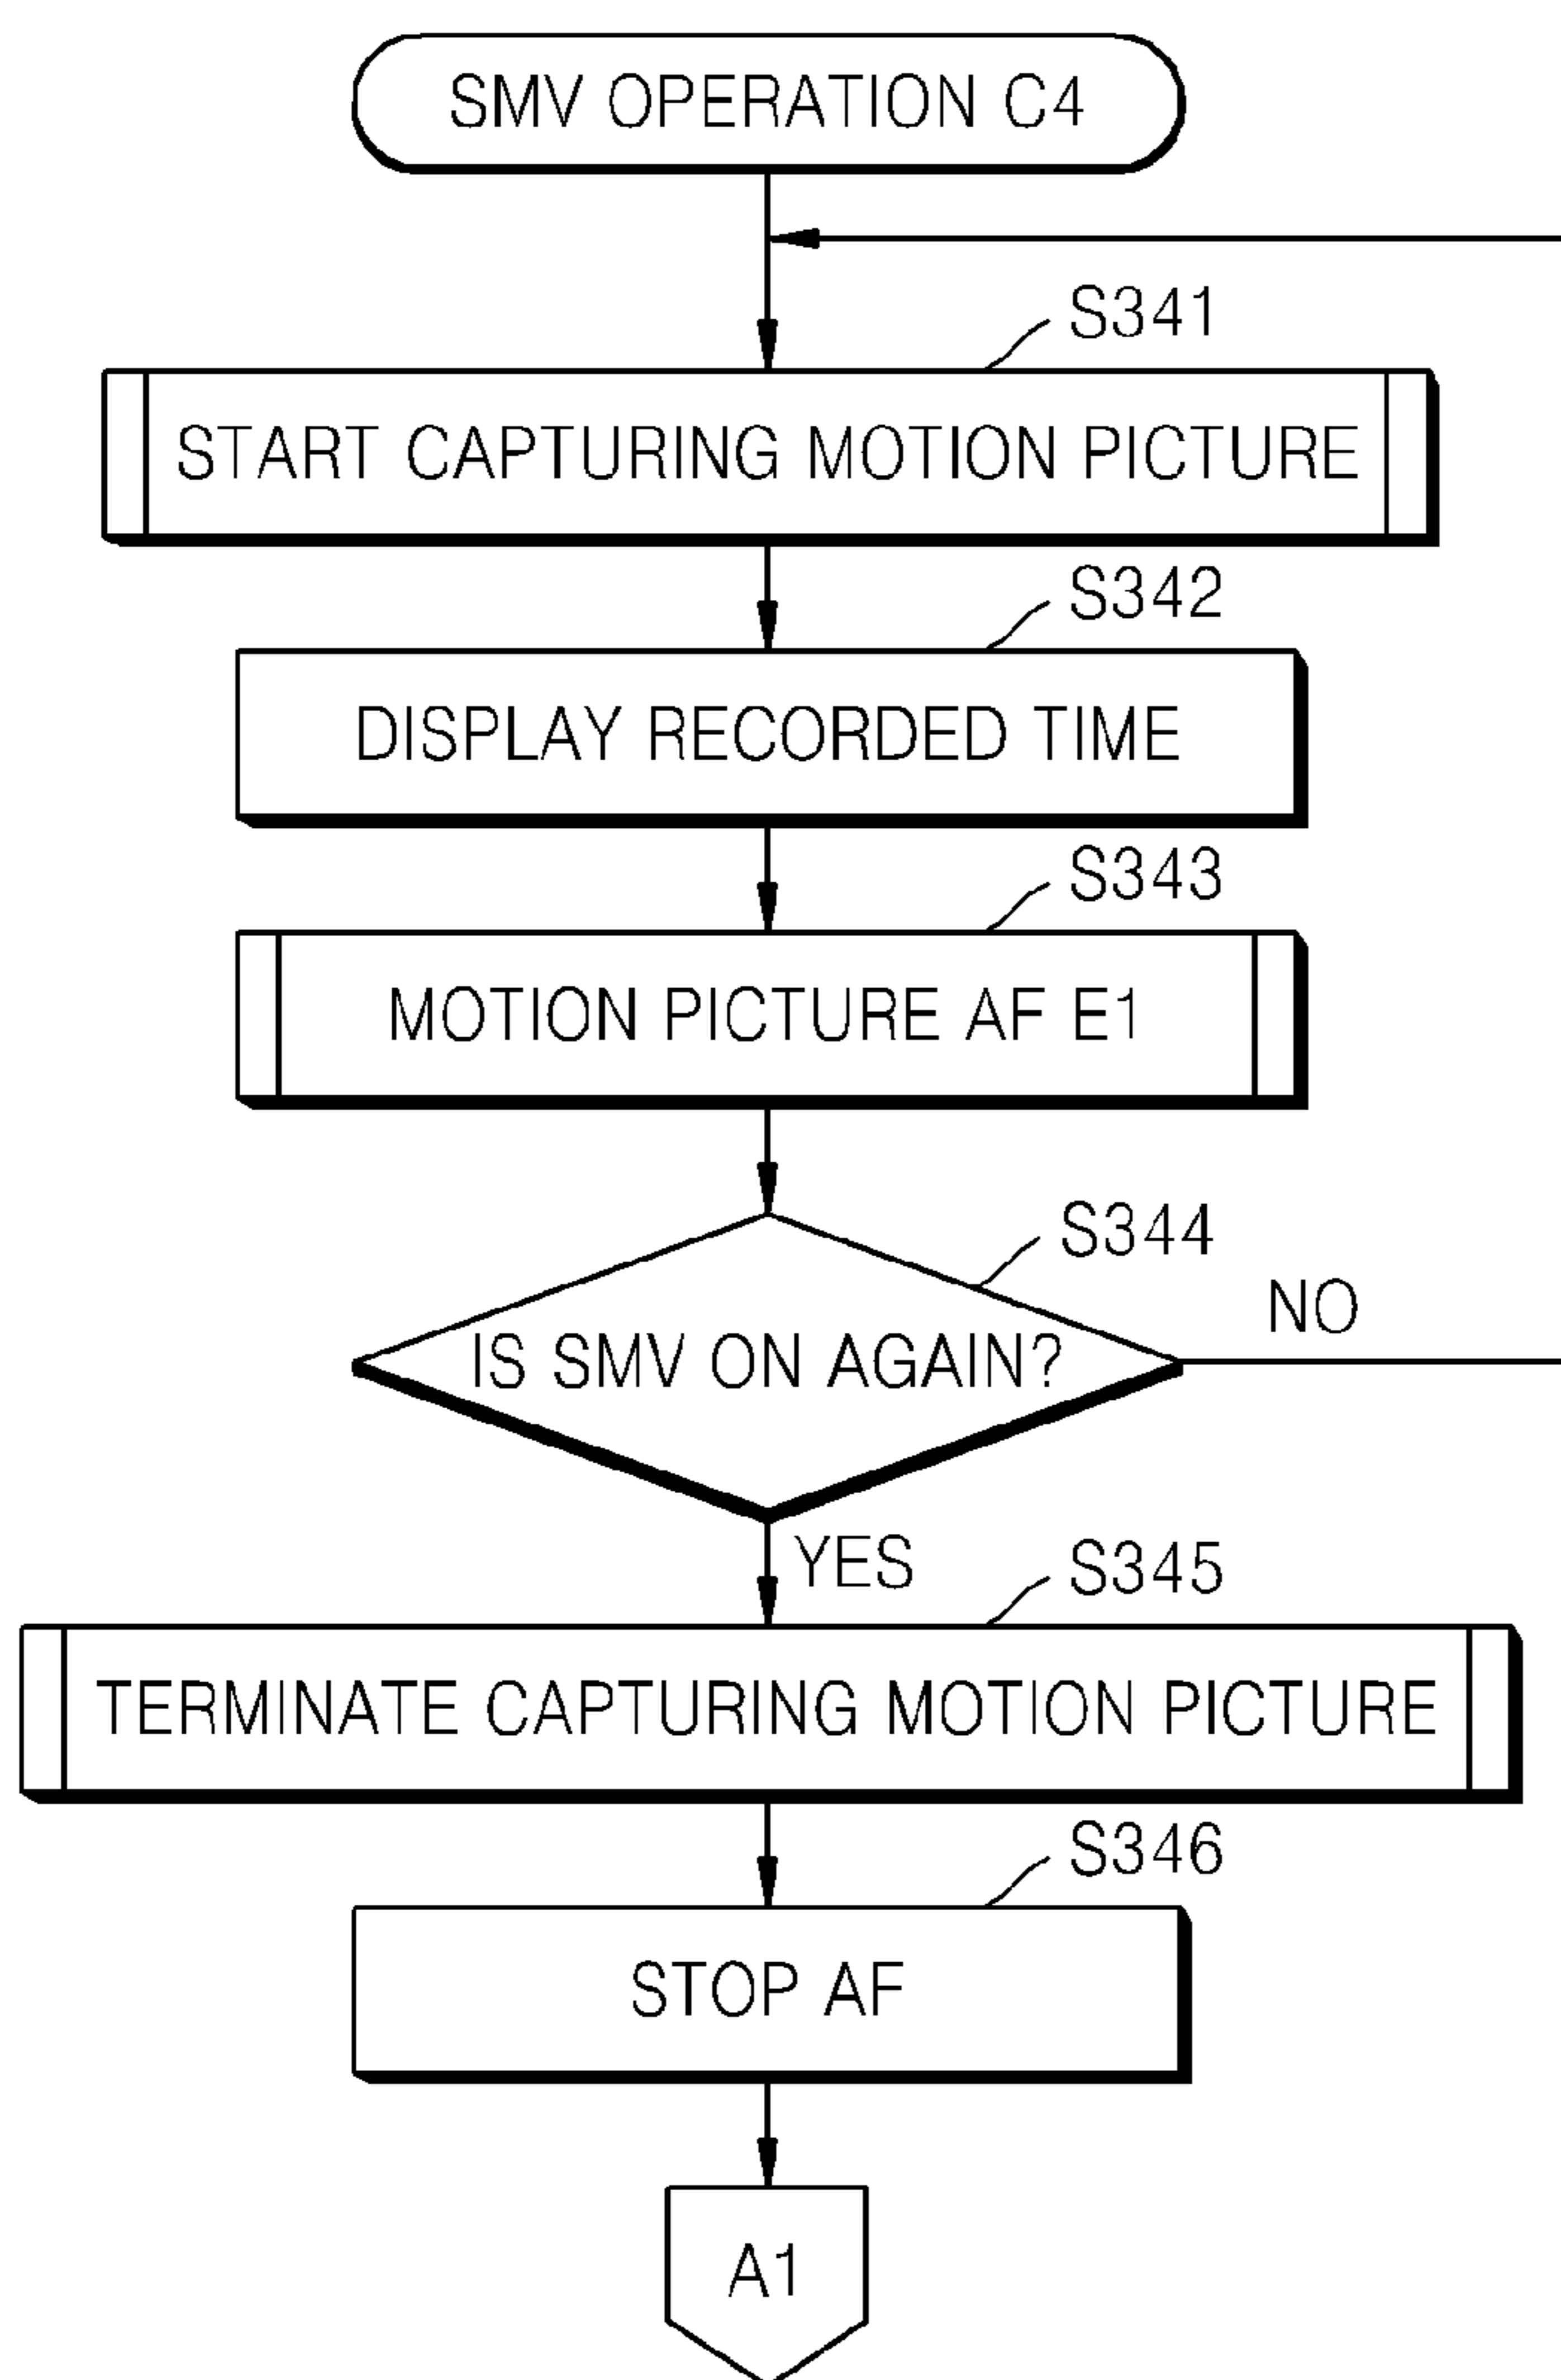 SMV OPERATION C4
S341
START CAPTURING MOTION PICTURE
S342
DISPLAY RECORDED TIME
S343
MOTION PICTURE AF E1
S344
IS SMV ON AGAIN?
NO
YES
S345
TERMINATE CAPTURING MOTION PICTURE
S346
STOP AF
A1